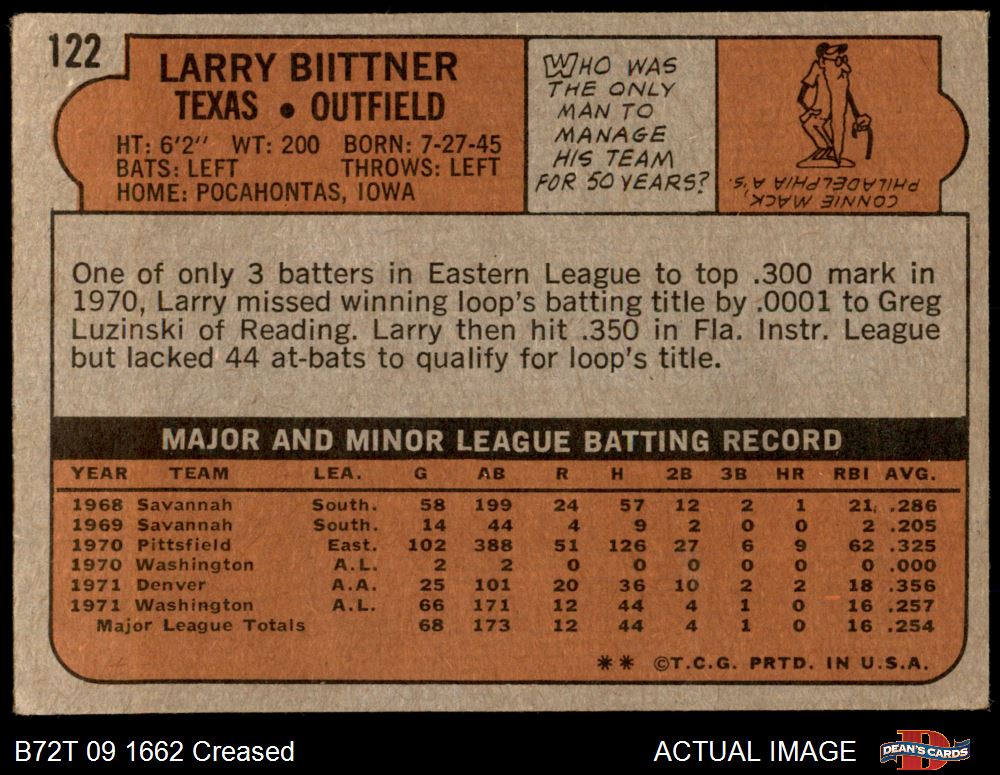 122
LARRY BIITTNER
TEXAS • OUTFIELD
HT: 6'2" WT: 200 BORN: 7-27-45
BATS: LEFT THROWS: LEFT
HOME: POCAHONTAS, IOWA
WHO WAS
THE ONLY
MAN TO
MANAGE
HIS TEAM
FOR 50 YEARS?
CONNIE MACK,
PHILADELPHIA A'S.
One of only 3 batters in Eastern League to top .300 mark in
1970, Larry missed winning loop's batting title by .0001 to Greg
Luzinski of Reading. Larry then hit .350 in Fla. Instr. League
but lacked 44 at-bats to qualify for loop's title.
MAJOR AND MINOR LEAGUE BATTING RECORD
YEAR TEAM LEA. G AB R H 2B 3B HR RBI AVG.
1968 Savannah South. 58 199 24 57 12 2 1 21 .286
1969 Savannah South. 14 44 4 9 2 0 0 2 .205
1970 Pittsfield East. 102 388 51 126 27 6 9 62 .325
1970 Washington A.L. 2 2 0 0 0 0 0 0 .000
1971 Denver A.A. 25 101 20 36 10 2 2 18 .356
1971 Washington A.L. 66 171 12 44 4 1 0 16 .257
Major League Totals 68 173 12 44 4 1 0 16 .254
** ©T.C.G. PRTD. IN U.S.A.
B72T 09 1662 Creased
ACTUAL IMAGE
DEAN'S CARDS